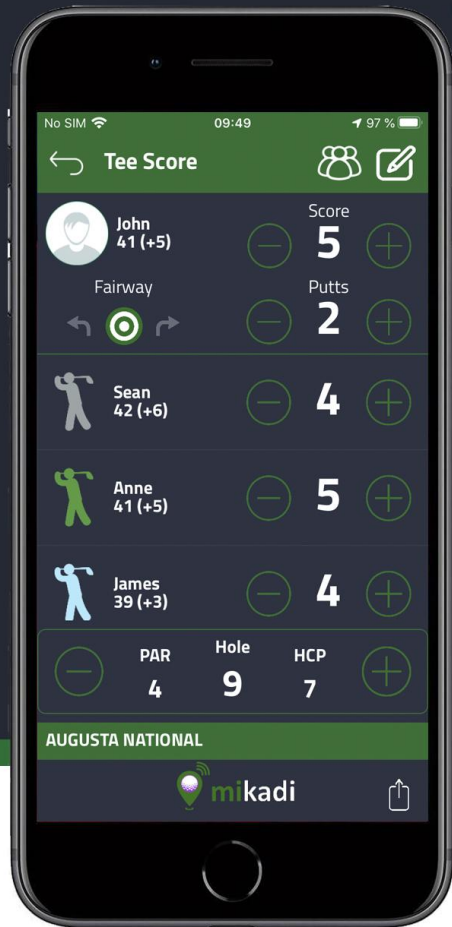 No SIM 09:49 97 %
Tee Score
John
41 (+5)
Score
5
Fairway
Putts
2
Sean
42 (+6)
4
Anne
41 (+5)
5
James
39 (+3)
4
PAR Hole HCP
4 9 7
AUGUSTA NATIONAL
mikadi